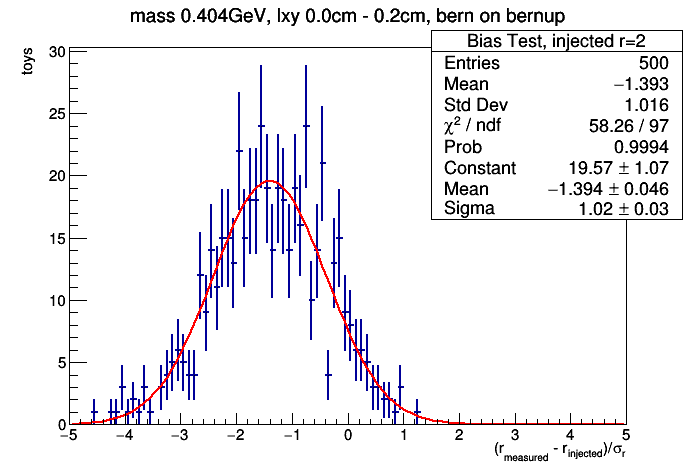 mass 0.404GeV, lxy 0.0cm - 0.2cm, bern on bernup
toys
Bias Test, injected r=2
Entries 500
Mean −1.393
Std Dev 1.016
χ² / ndf 58.26 / 97
Prob 0.9994
Constant 19.57 ± 1.07
Mean −1.394 ± 0.046
Sigma 1.02 ± 0.03
30
25
20
15
10
5
0
−5 −4 −3 −2 −1 0 1 2 3 4 5
(r_measured - r_injected)/σ_r